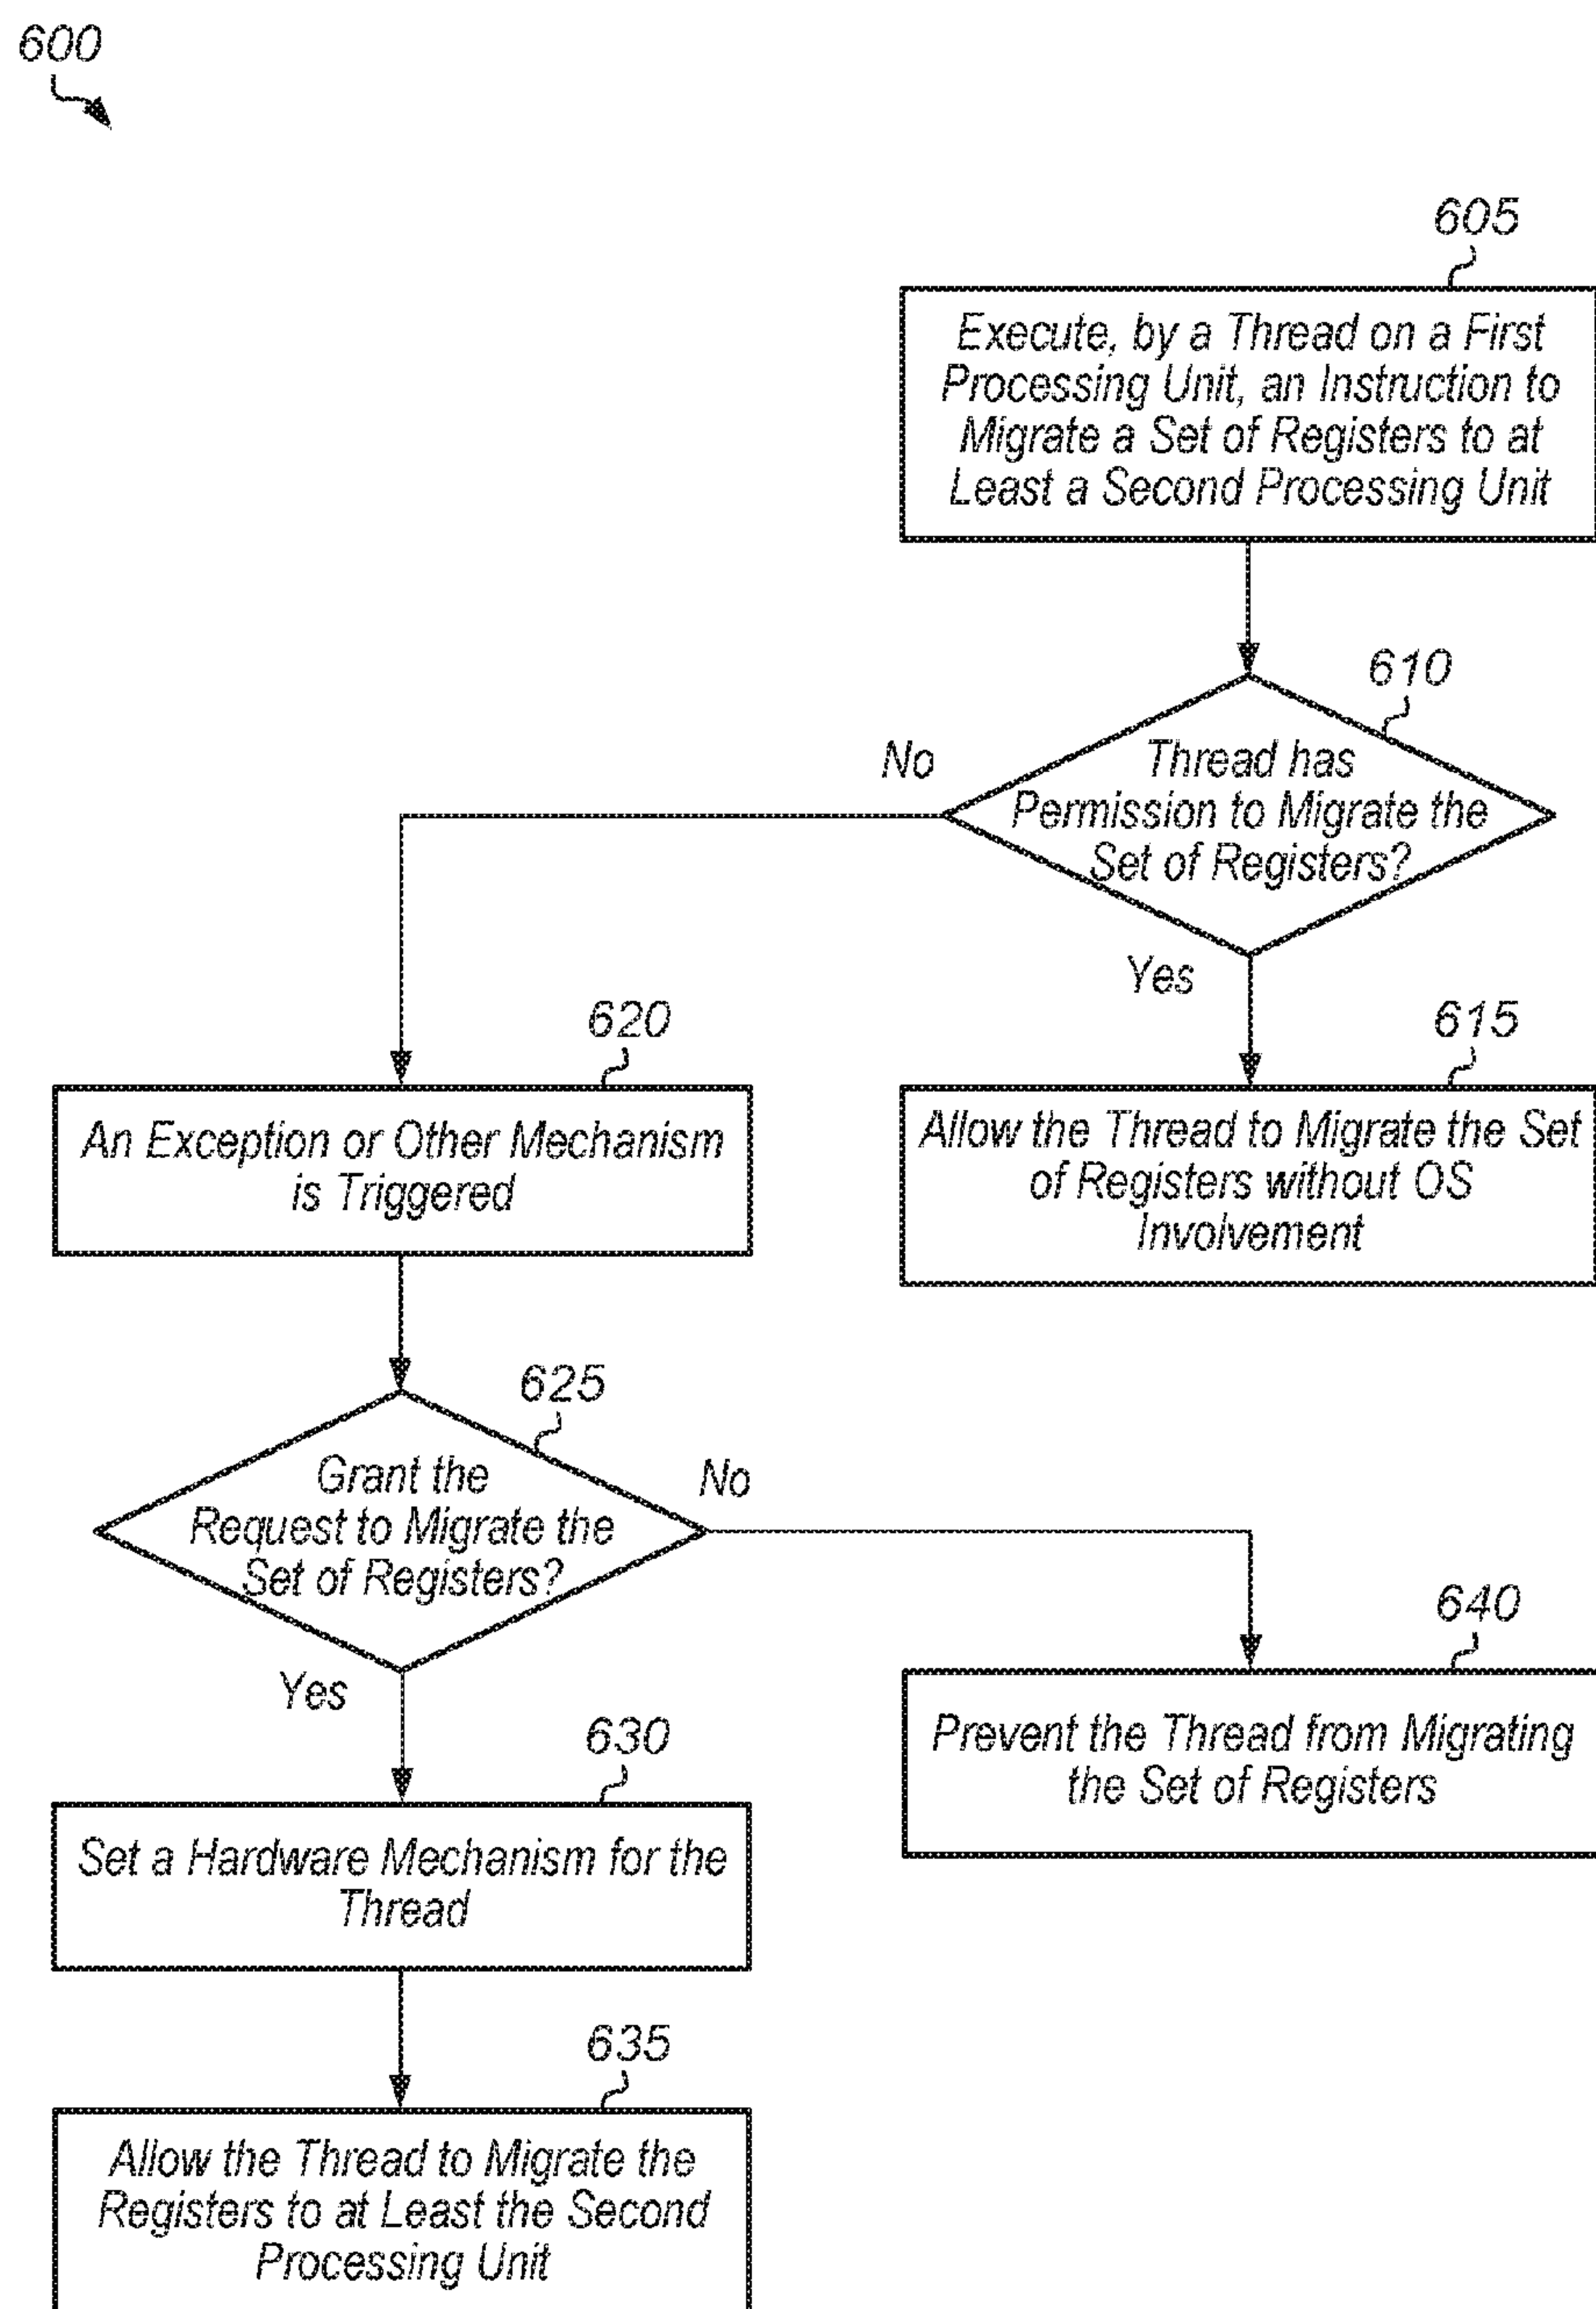 600
605
Execute, by a Thread on a First
Processing Unit, an Instruction to
Migrate a Set of Registers to at
Least a Second Processing Unit
610
Thread has
Permission to Migrate the
Set of Registers?
No
Yes
620
An Exception or Other Mechanism
is Triggered
615
Allow the Thread to Migrate the Set
of Registers without OS
Involvement
625
Grant the
Request to Migrate the
Set of Registers?
No
Yes
640
Prevent the Thread from Migrating
the Set of Registers
630
Set a Hardware Mechanism for the
Thread
635
Allow the Thread to Migrate the
Registers to at Least the Second
Processing Unit